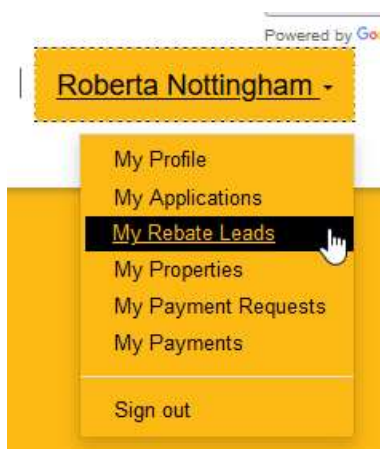 Powered by Goo
Roberta Nottingham
My Profile
My Applications
My Rebate Leads
My Properties
My Payment Requests
My Payments
Sign out